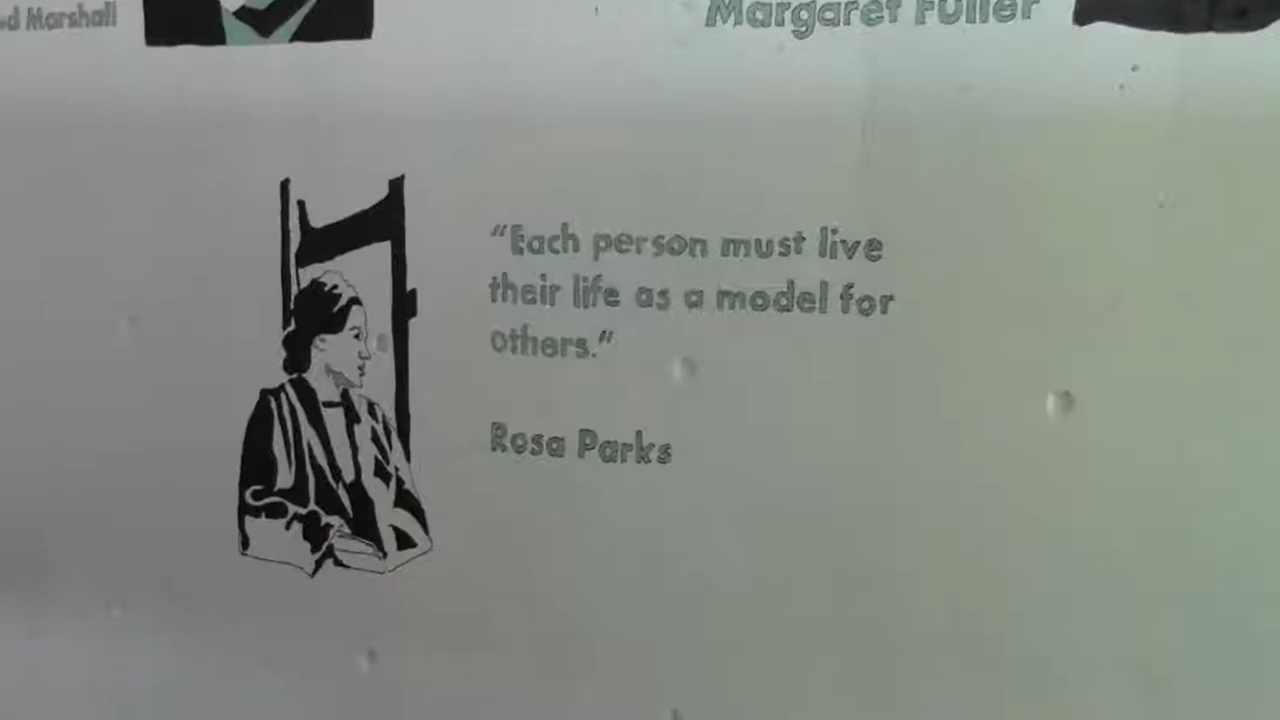 Marshall
Margaret Fuller
“Each person must live
their life as a model for
others.”
Rosa Parks